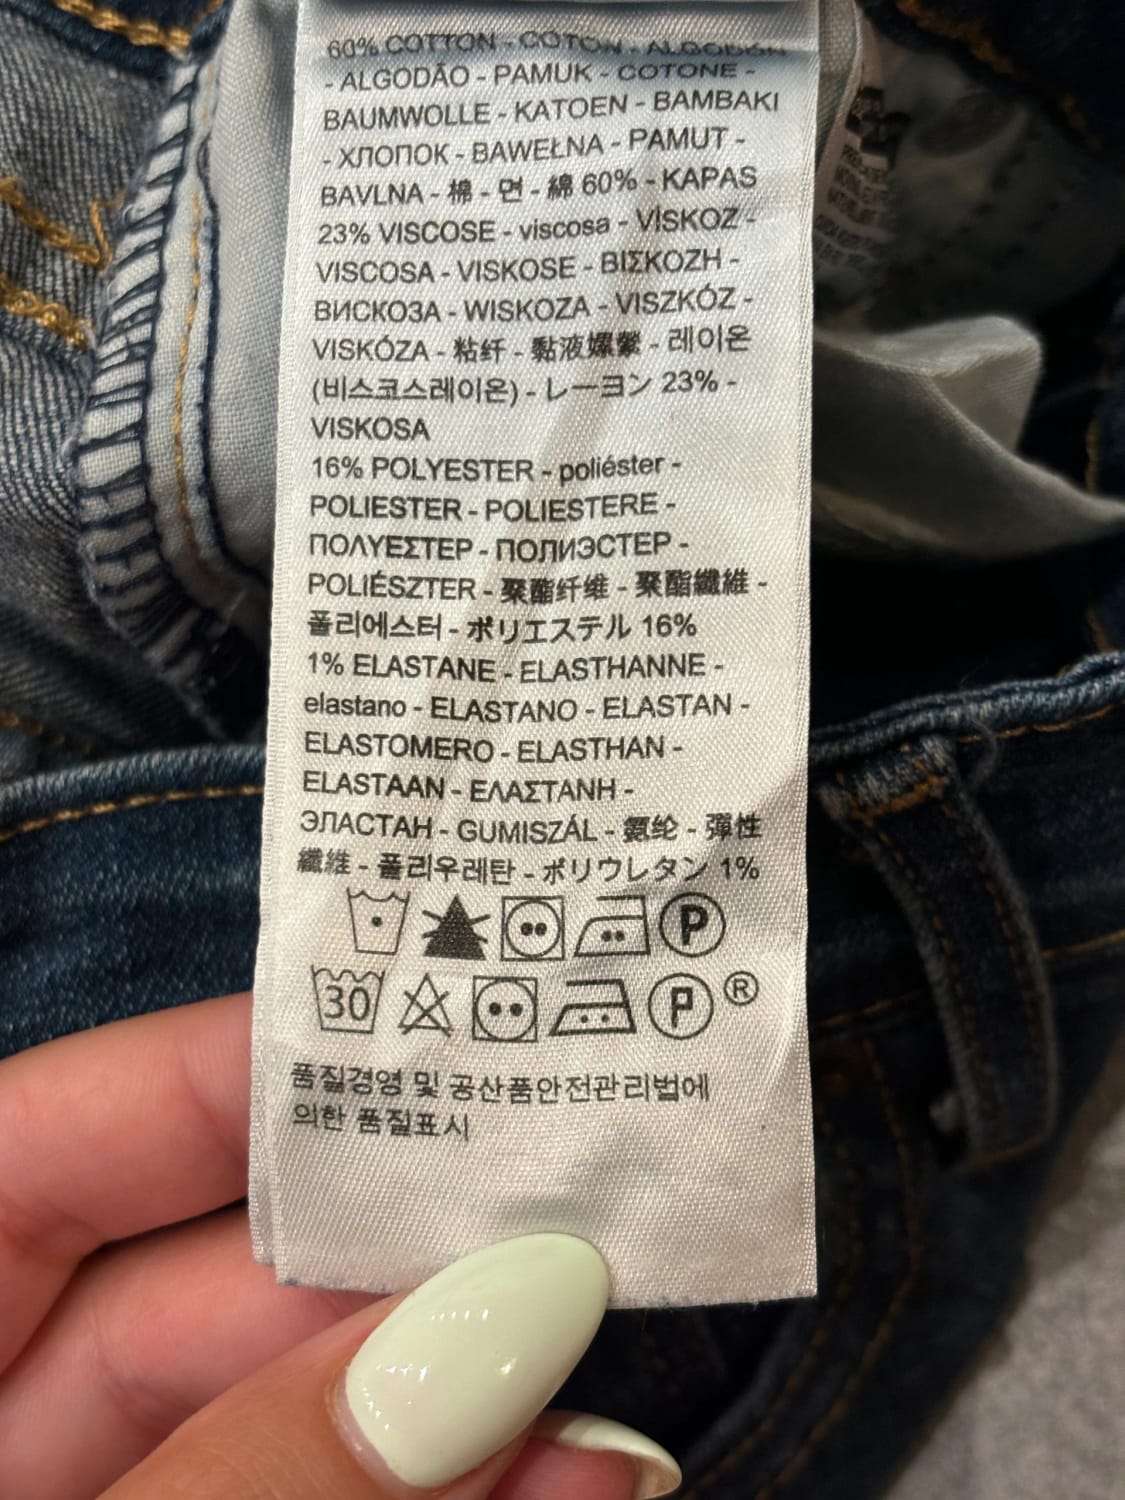 60% COTTON - COTON - ALGODÓN
- ALGODÃO - PAMUK - COTONE -
BAUMWOLLE - KATOEN - BAMBAKI
- ХЛОПОК - BAWEŁNA - PAMUT -
BAVLNA - 棉 - 면 - 綿 60% - KAPAS
23% VISCOSE - viscosa - VİSKOZ -
VISCOSA - VISKOSE - ΒΙΣΚΟΖΗ -
ВИСКОЗА - WISKOZA - VISZKÓZ -
VISKÓZA - 粘纤 - 黏液嫘縈 - 레이온
(비스코스레이온) - レーヨン 23% -
VISKOSA
16% POLYESTER - poliéster -
POLIESTER - POLIESTERE -
ΠΟΛΥΕΣΤΕΡ - ПОЛИЭСТЕР -
POLIÉSZTER - 聚酯纤维 - 聚酯纖維 -
폴리에스터 - ポリエステル 16%
1% ELASTANE - ELASTHANNE -
elastano - ELASTANO - ELASTAN -
ELASTOMERO - ELASTHAN -
ELASTAAN - ΕΛΑΣΤΑΝΗ -
ЭЛАСТАН - GUMISZÁL - 氨纶 - 彈性
纖維 - 폴리우레탄 - ポリウレタン 1%
P
30 P ®
품질경영 및 공산품안전관리법에
의한 품질표시